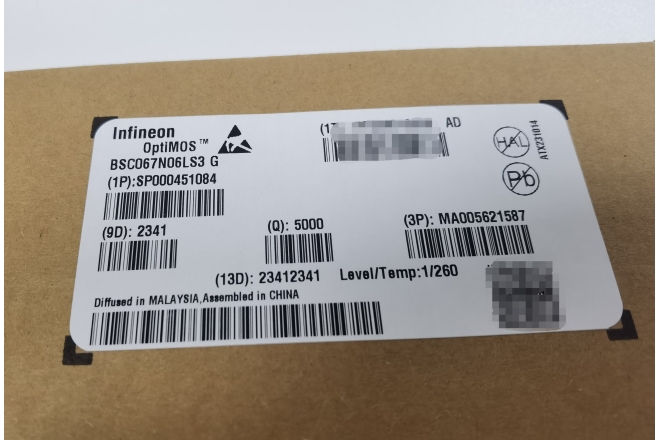 Infineon
OptiMOS™
BSC067N06LS3 G
(1P):SP000451084
AD
HAL
Pb
ATX231014
(9D): 2341
(Q): 5000
(3P): MA005621587
(13D): 23412341 Level/Temp:1/260
Diffused in MALAYSIA,Assembled in CHINA